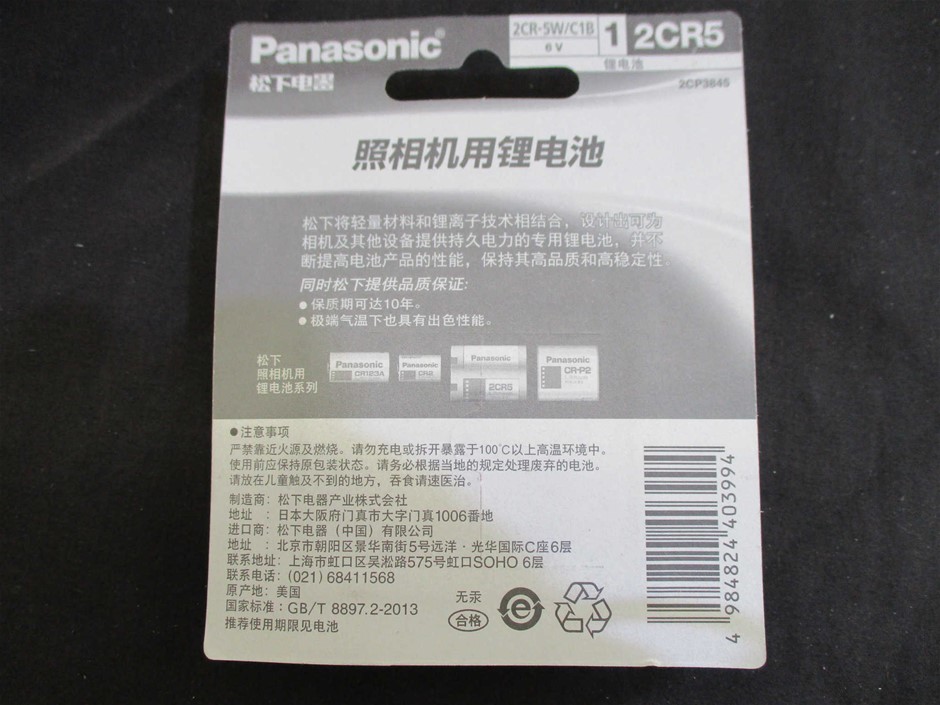 Panasonic
松下电器
2CR-5W/C1B
6V
1
2CR5
锂电池
2CP3845
照相机用锂电池
松下将轻量材料和锂离子技术相结合，设计出可为
相机及其他设备提供持久电力的专用锂电池，并不
断提高电池产品的性能，保持其高品质和高稳定性。
同时松下提供品质保证:
●保质期可达10年。
●极端气温下也具有出色性能。
松下
照相机用
锂电池系列
Panasonic
CR123A
Panasonic
CR2
Panasonic
2CR5
Panasonic
CR-P2
●注意事项
严禁靠近火源及燃烧。请勿充电或拆开暴露于100℃以上高温环境中。
使用前应保持原包装状态。请务必根据当地的规定处理废弃的电池。
请放在儿童触及不到的地方，吞食请速医治。
制造商：松下电器产业株式会社
地址 ：日本大阪府门真市大字门真1006番地
进口商：松下电器（中国）有限公司
地址 ：北京市朝阳区景华南街5号远洋·光华国际C座6层
联系地址：上海市虹口区吴淞路575号虹口SOHO 6层
联系电话：(021) 68411568
原产地：美国
国家标准：GB/T 8897.2-2013
推荐使用期限见电池
无汞
合格
e
4 984824 403994